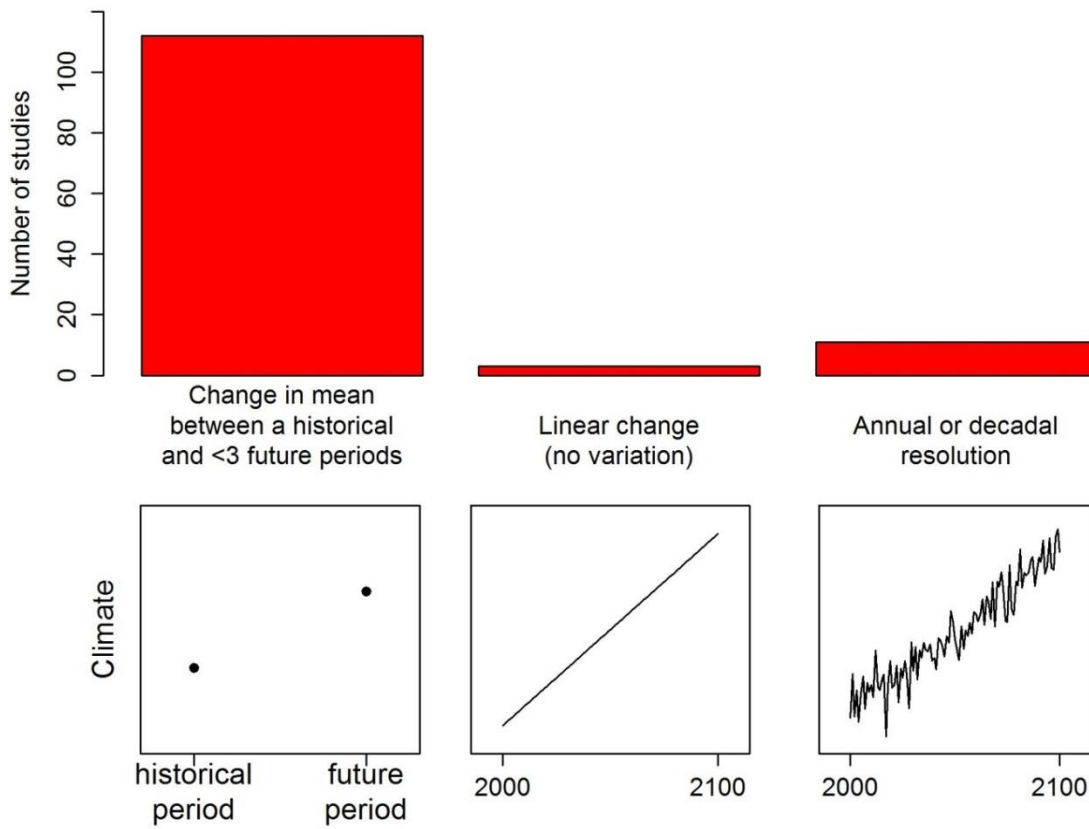 Number of studies
100
80
60
40
20
0
Change in mean
between a historical
and <3 future periods
Linear change
(no variation)
Annual or decadal
resolution
Climate
historical
period
future
period
2000
2100
2000
2100